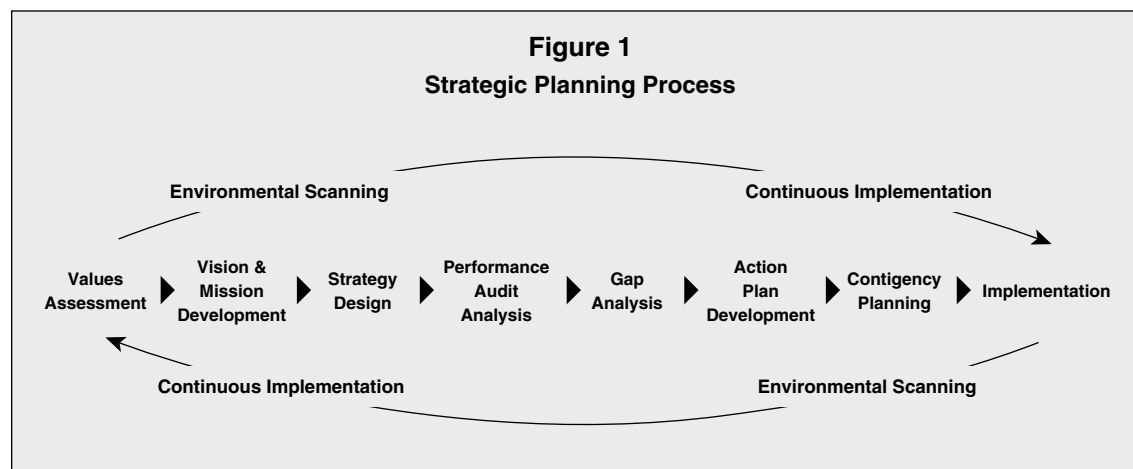 Figure 1
Strategic Planning Process
Environmental Scanning
Continuous Implementation
Values
Assessment
Vision &
Mission
Development
Strategy
Design
Performance
Audit
Analysis
Gap
Analysis
Action
Plan
Development
Contigency
Planning
Implementation
Continuous Implementation
Environmental Scanning